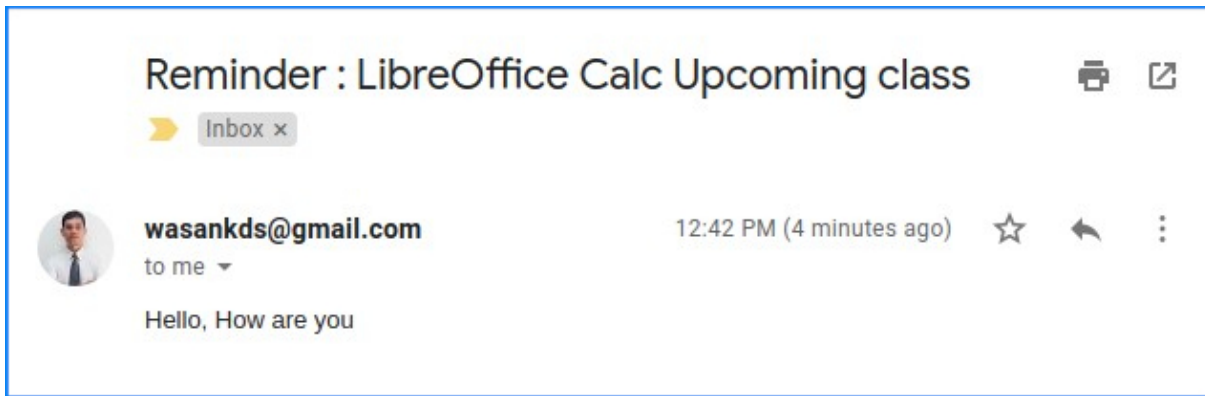 Reminder : LibreOffice Calc Upcoming class
Inbox ×
wasankds@gmail.com 12:42 PM (4 minutes ago)
to me
Hello, How are you